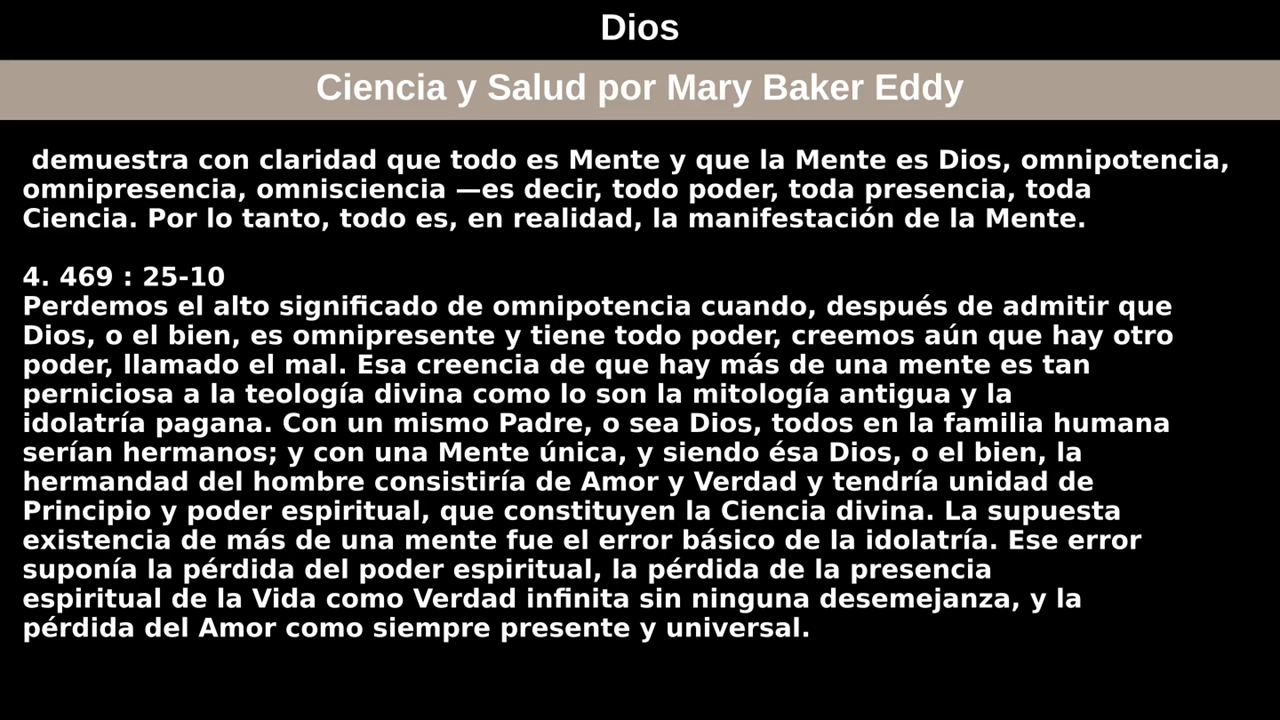 Dios
Ciencia y Salud por Mary Baker Eddy
demuestra con claridad que todo es Mente y que la Mente es Dios, omnipotencia,
omnipresencia, omnisciencia —es decir, todo poder, toda presencia, toda
Ciencia. Por lo tanto, todo es, en realidad, la manifestación de la Mente.
4. 469 : 25-10
Perdemos el alto significado de omnipotencia cuando, después de admitir que
Dios, o el bien, es omnipresente y tiene todo poder, creemos aún que hay otro
poder, llamado el mal. Esa creencia de que hay más de una mente es tan
perniciosa a la teología divina como lo son la mitología antigua y la
idolatría pagana. Con un mismo Padre, o sea Dios, todos en la familia humana
serían hermanos; y con una Mente única, y siendo ésa Dios, o el bien, la
hermandad del hombre consistiría de Amor y Verdad y tendría unidad de
Principio y poder espiritual, que constituyen la Ciencia divina. La supuesta
existencia de más de una mente fue el error básico de la idolatría. Ese error
suponía la pérdida del poder espiritual, la pérdida de la presencia
espiritual de la Vida como Verdad infinita sin ninguna desemejanza, y la
pérdida del Amor como siempre presente y universal.